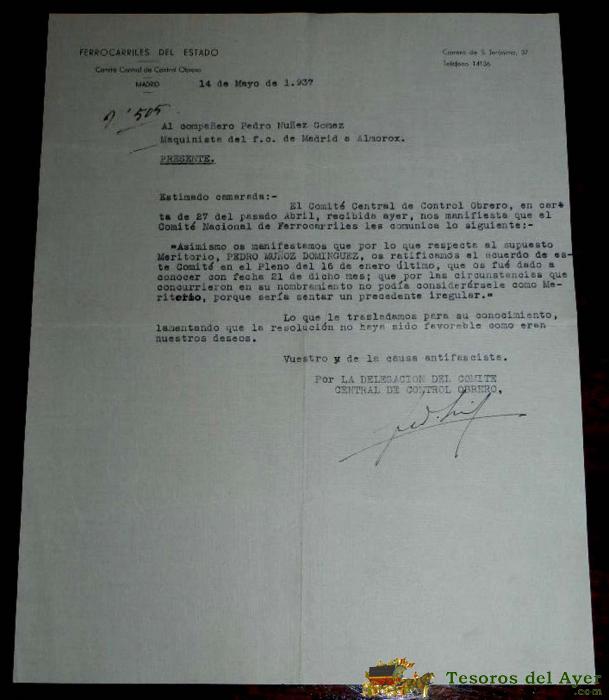 FERROCARRILES DEL ESTADO
Comité Central de Control Obrero
MADRID
Carrera de S. Jerónimo, 37
Teléfono 14136
14 de Mayo de 1.937
Nº 505
Al compañero Pedro Nuñez Gomez
Maquinista del f.c. de Madrid a Almorox.
PRESENTE.
Estimado camarada:-
El Comité Central de Control Obrero, en car-
ta de 27 del pasado Abril, recibida ayer, nos manifiesta que el
Comité Nacional de Ferrocarriles les comunica lo siguiente:-
"Asimismo os manifestamos que por lo que respecta al supuesto
Meritorio, PEDRO MUÑOZ DOMINGUEZ, os ratificamos el acuerdo de es-
te Comité en el Pleno del 16 de enero último, que os fué dado a
conocer con fecha 21 de dicho mes; que por las circunstancias que
concurrieron en su nombramiento no podía considerársele como Me-
ritorio, porque sería sentar un precedente iregular."
Lo que le trasladamos para su conocimiento,
lamentando que la resolución no haya sido favorable como eran
nuestros deseos.
Vuestro y de la causa antifascista.
Por LA DELEGACION DEL COMITE
CENTRAL DE CONTROL OBRERO,
Tesoros del Ayer
.com